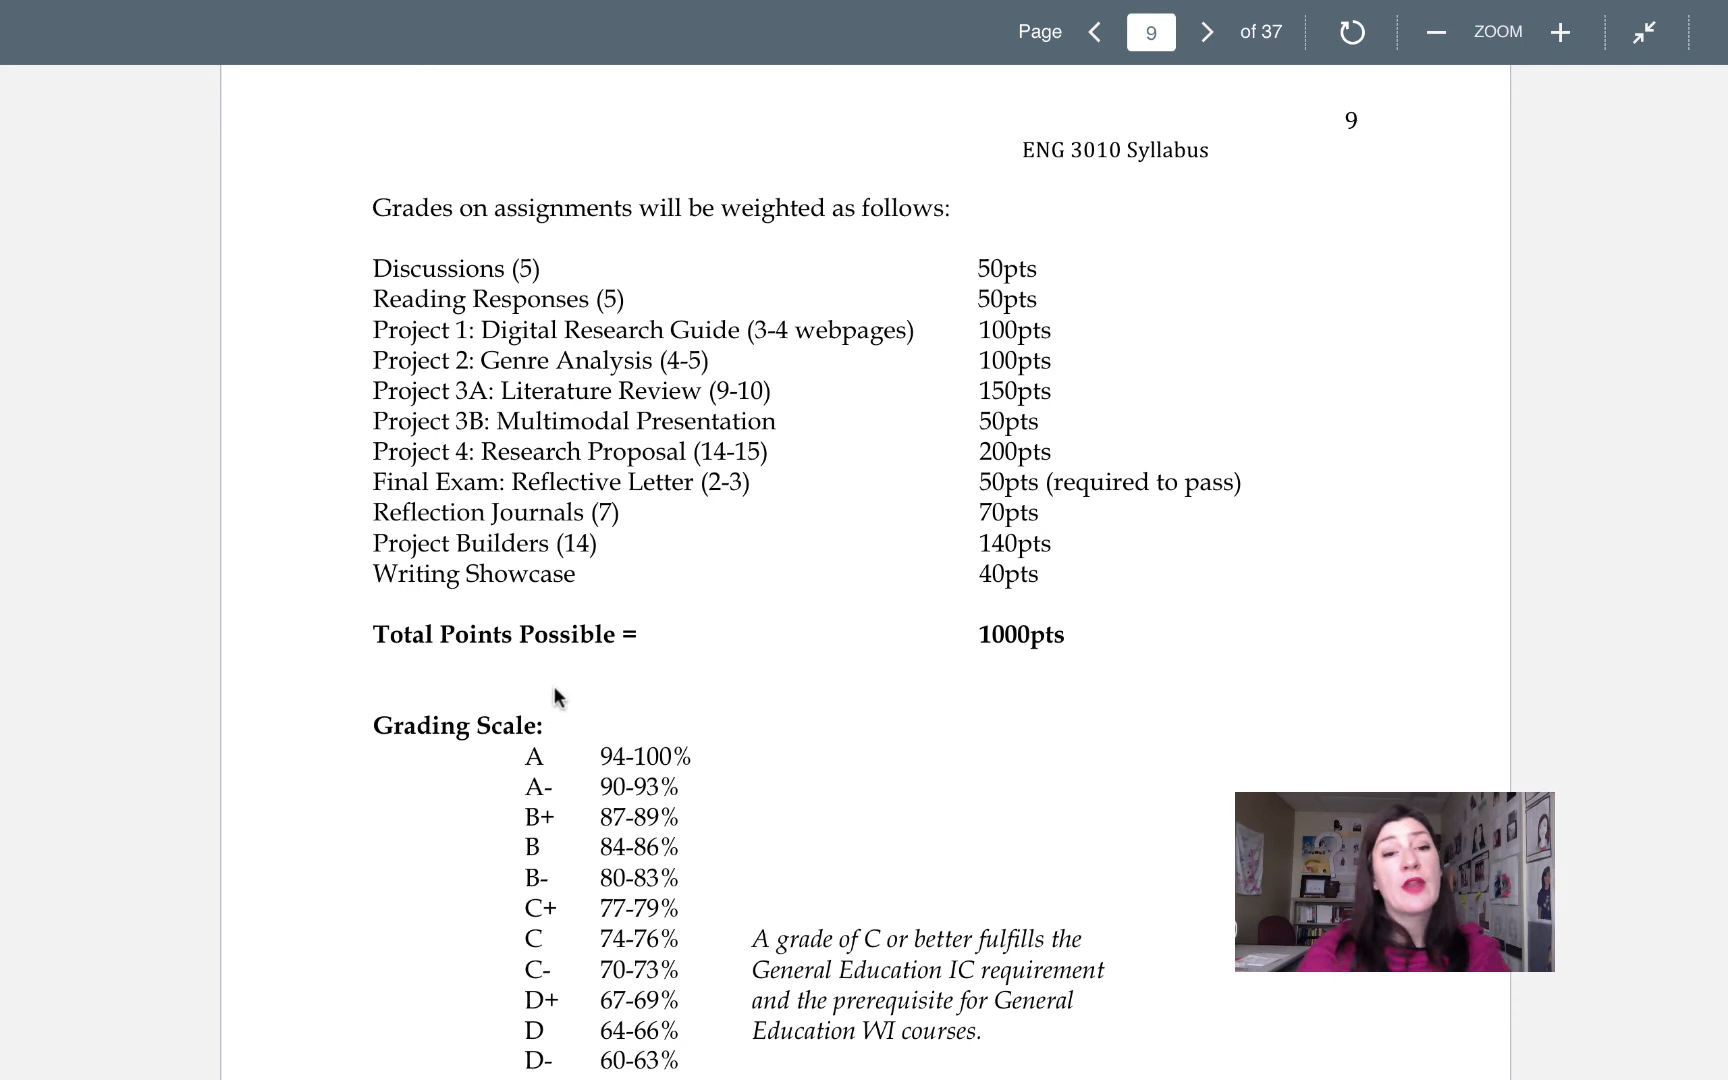 Page 9 of 37 ZOOM
9
ENG 3010 Syllabus
Grades on assignments will be weighted as follows:
Discussions (5) 50pts
Reading Responses (5) 50pts
Project 1: Digital Research Guide (3-4 webpages) 100pts
Project 2: Genre Analysis (4-5) 100pts
Project 3A: Literature Review (9-10) 150pts
Project 3B: Multimodal Presentation 50pts
Project 4: Research Proposal (14-15) 200pts
Final Exam: Reflective Letter (2-3) 50pts (required to pass)
Reflection Journals (7) 70pts
Project Builders (14) 140pts
Writing Showcase 40pts
Total Points Possible = 1000pts
Grading Scale:
A 94-100%
A- 90-93%
B+ 87-89%
B 84-86%
B- 80-83%
C+ 77-79%
C 74-76% A grade of C or better fulfills the
C- 70-73% General Education IC requirement
D+ 67-69% and the prerequisite for General
D 64-66% Education WI courses.
D- 60-63%